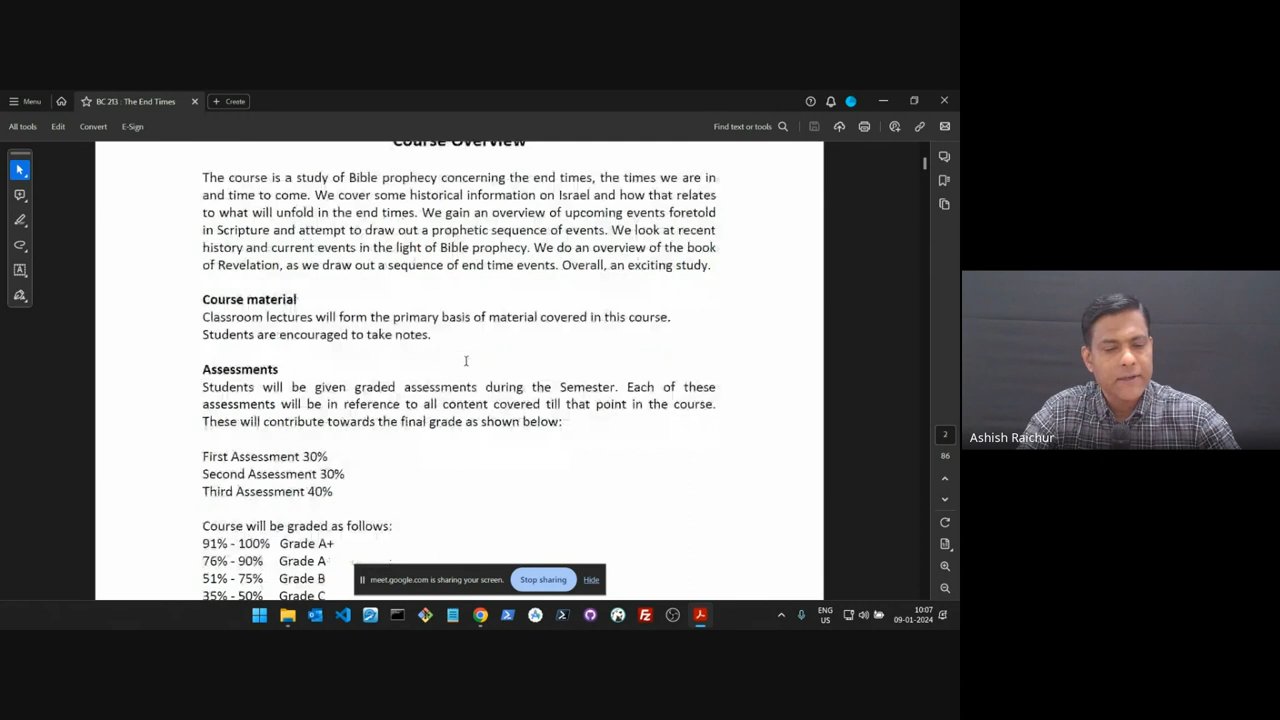 Menu
BC 213 : The End Times
Create
All tools
Edit
Convert
E-Sign
Find text or tools
Course Overview
The course is a study of Bible prophecy concerning the end times, the times we are in
and time to come. We cover some historical information on Israel and how that relates
to what will unfold in the end times. We gain an overview of upcoming events foretold
in Scripture and attempt to draw out a prophetic sequence of events. We look at recent
history and current events in the light of Bible prophecy. We do an overview of the book
of Revelation, as we draw out a sequence of end time events. Overall, an exciting study.
Course material
Classroom lectures will form the primary basis of material covered in this course.
Students are encouraged to take notes.
Assessments
Students will be given graded assessments during the Semester. Each of these
assessments will be in reference to all content covered till that point in the course.
These will contribute towards the final grade as shown below:
First Assessment 30%
Second Assessment 30%
Third Assessment 40%
Course will be graded as follows:
91% - 100% Grade A+
76% - 90% Grade A
51% - 75% Grade B
35% - 50% Grade C
2
86
meet.google.com is sharing your screen.
Stop sharing
Hide
ENG
US
10:07
09-01-2024
Ashish Raichur